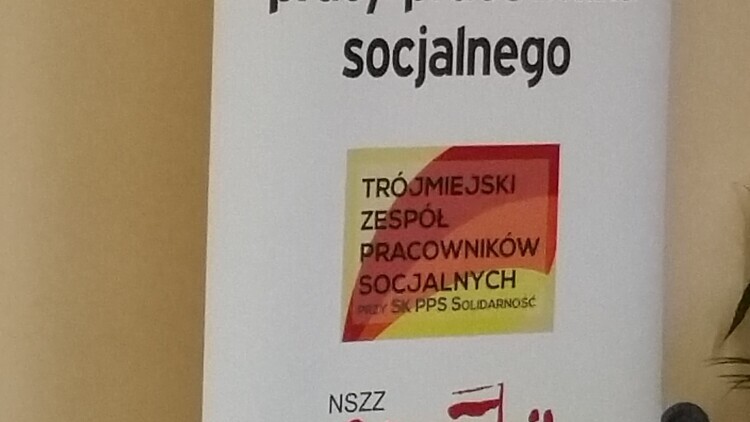 socjalnego
TRÓJMIEJSKI
ZESPÓŁ
PRACOWNIKÓW
SOCJALNYCH
PRZY SK PPS SOLIDARNOŚĆ
NSZZ